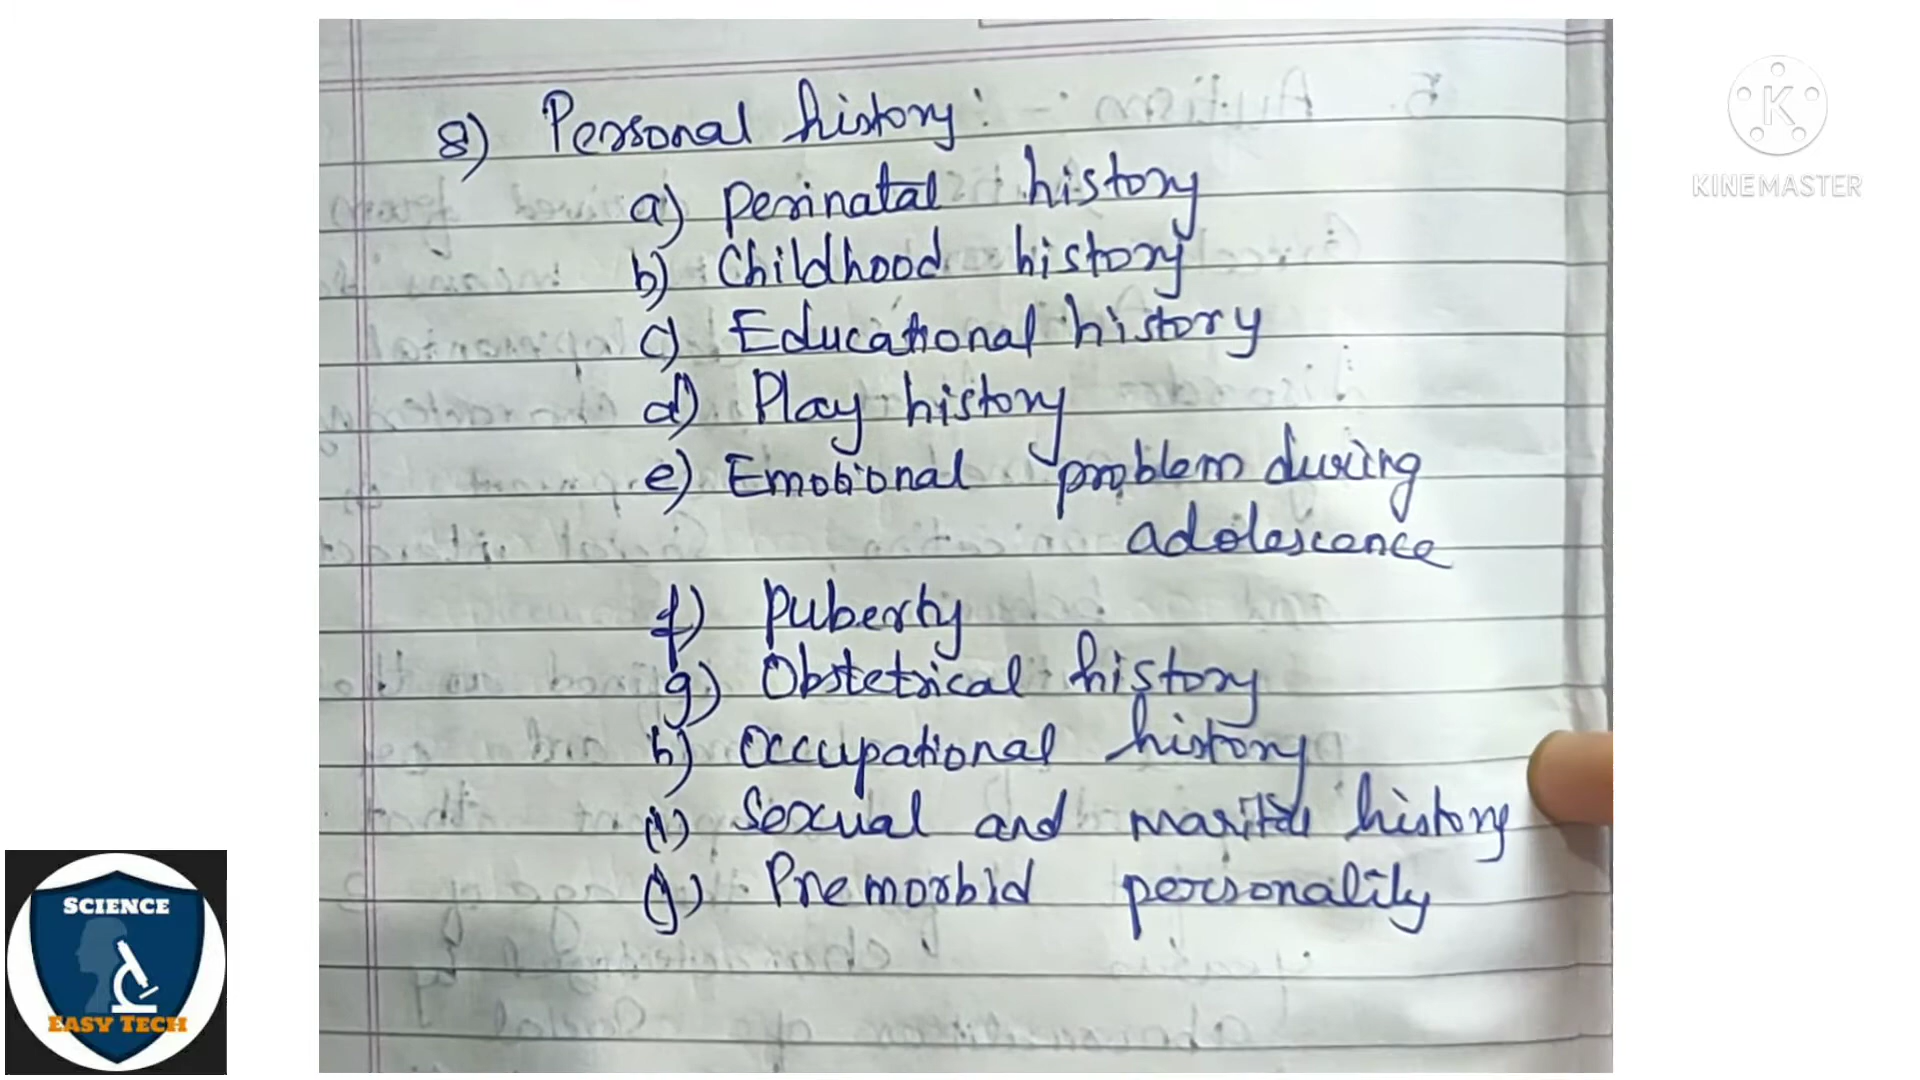 8) Personal history:
a) Perinatal history
b) Childhood history
c) Educational history
d) Play history
e) Emotional problem during
adolescence
f) Puberty
g) Obstetrical history
h) Occupational history
(i) Sexual and marital history
(j) Premorbid personality
KINEMASTER
SCIENCE
EASY TECH